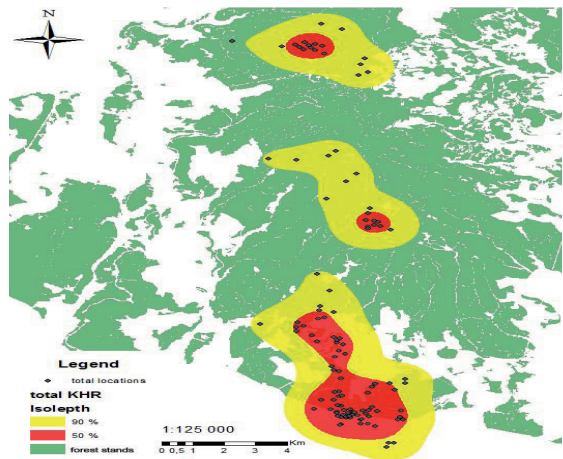 N
Legend
total locations
total KHR
Isolepth
90 %
50 %
forest stands
1:125 000
0 0,5 1 2 3 4
Km